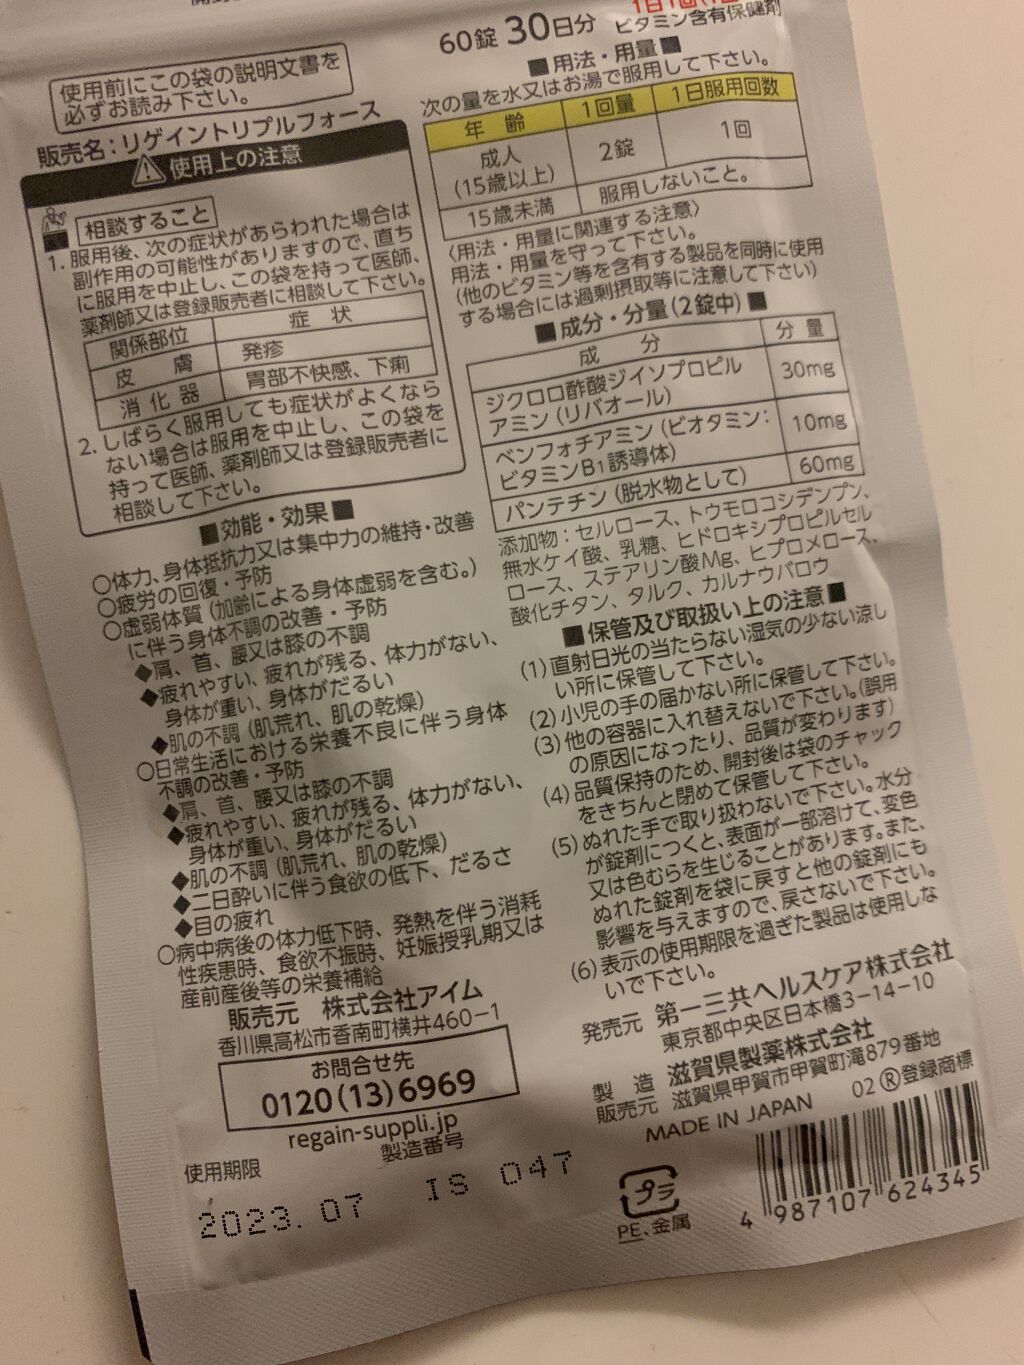 60錠 30日分
ビタミン含有保健剤
使用前にこの袋の説明文書を
必ずお読み下さい。
販売名：リゲイントリプルフォース
使用上の注意
相談すること
1. 服用後、次の症状があらわれた場合は
副作用の可能性がありますので、直ち
に服用を中止し、この袋を持って医師、
薬剤師又は登録販売者に相談して下さい。
関係部位 症 状
皮 膚 発疹
消 化 器 胃部不快感、下痢
2. しばらく服用しても症状がよくなら
ない場合は服用を中止し、この袋を
持って医師、薬剤師又は登録販売者に
相談して下さい。
■効能・効果■
○体力、身体抵抗力又は集中力の維持・改善
○疲労の回復・予防
○虚弱体質（加齢による身体虚弱を含む。）
に伴う身体不調の改善・予防
◆肩、首、腰又は膝の不調
◆疲れやすい、疲れが残る、体力がない、
身体が重い、身体がだるい
◆肌の不調（肌荒れ、肌の乾燥）
○日常生活における栄養不良に伴う身体
不調の改善・予防
◆肩、首、腰又は膝の不調
◆疲れやすい、疲れが残る、体力がない、
身体が重い、身体がだるい
◆肌の不調（肌荒れ、肌の乾燥）
◆二日酔いに伴う食欲の低下、だるさ
◆目の疲れ
○病中病後の体力低下時、発熱を伴う消耗
性疾患時、食欲不振時、妊娠授乳期又は
産前産後等の栄養補給
販売元 株式会社アイム
香川県高松市香南町横井460−1
お問合せ先
0120(13)6969
regain-suppli.jp
使用期限 製造番号
2023.07 IS 047
■用法・用量■
次の量を水又はお湯で服用して下さい。
年 齢 1回量 1日服用回数
成人
（15歳以上） 2錠 1回
15歳未満 服用しないこと。
〈用法・用量に関連する注意〉
用法・用量を守って下さい。
（他のビタミン等を含有する製品を同時に使用
する場合には過剰摂取等に注意して下さい）
■成分・分量（2錠中）■
成 分 分 量
ジクロロ酢酸ジイソプロピル
アミン（リバオール） 30mg
ベンフォチアミン（ビオタミン：
ビタミンB1誘導体） 10mg
パンテチン（脱水物として） 60mg
添加物：セルロース、トウモロコシデンプン、
無水ケイ酸、乳糖、ヒドロキシプロピルセル
ロース、ステアリン酸Mg、ヒプロメロース、
酸化チタン、タルク、カルナウバロウ
■保管及び取扱い上の注意■
(1)直射日光の当たらない湿気の少ない涼し
い所に保管して下さい。
(2)小児の手の届かない所に保管して下さい。
(3)他の容器に入れ替えないで下さい。（誤用
の原因になったり、品質が変わります）
(4)品質保持のため、開封後は袋のチャック
をきちんと閉めて保管して下さい。
(5)ぬれた手で取り扱わないで下さい。水分
が錠剤につくと、表面が一部溶けて、変色
又は色むらを生じることがあります。また、
ぬれた錠剤を袋に戻すと他の錠剤にも
影響を与えますので、戻さないで下さい。
(6)表示の使用期限を過ぎた製品は使用しな
いで下さい。
発売元 第一三共ヘルスケア株式会社
東京都中央区日本橋3−14−10
製 造
販売元 滋賀県製薬株式会社
滋賀県甲賀市甲賀町滝879番地
MADE IN JAPAN 02 ®登録商標
プラ
PE、金属
4 987107 624345